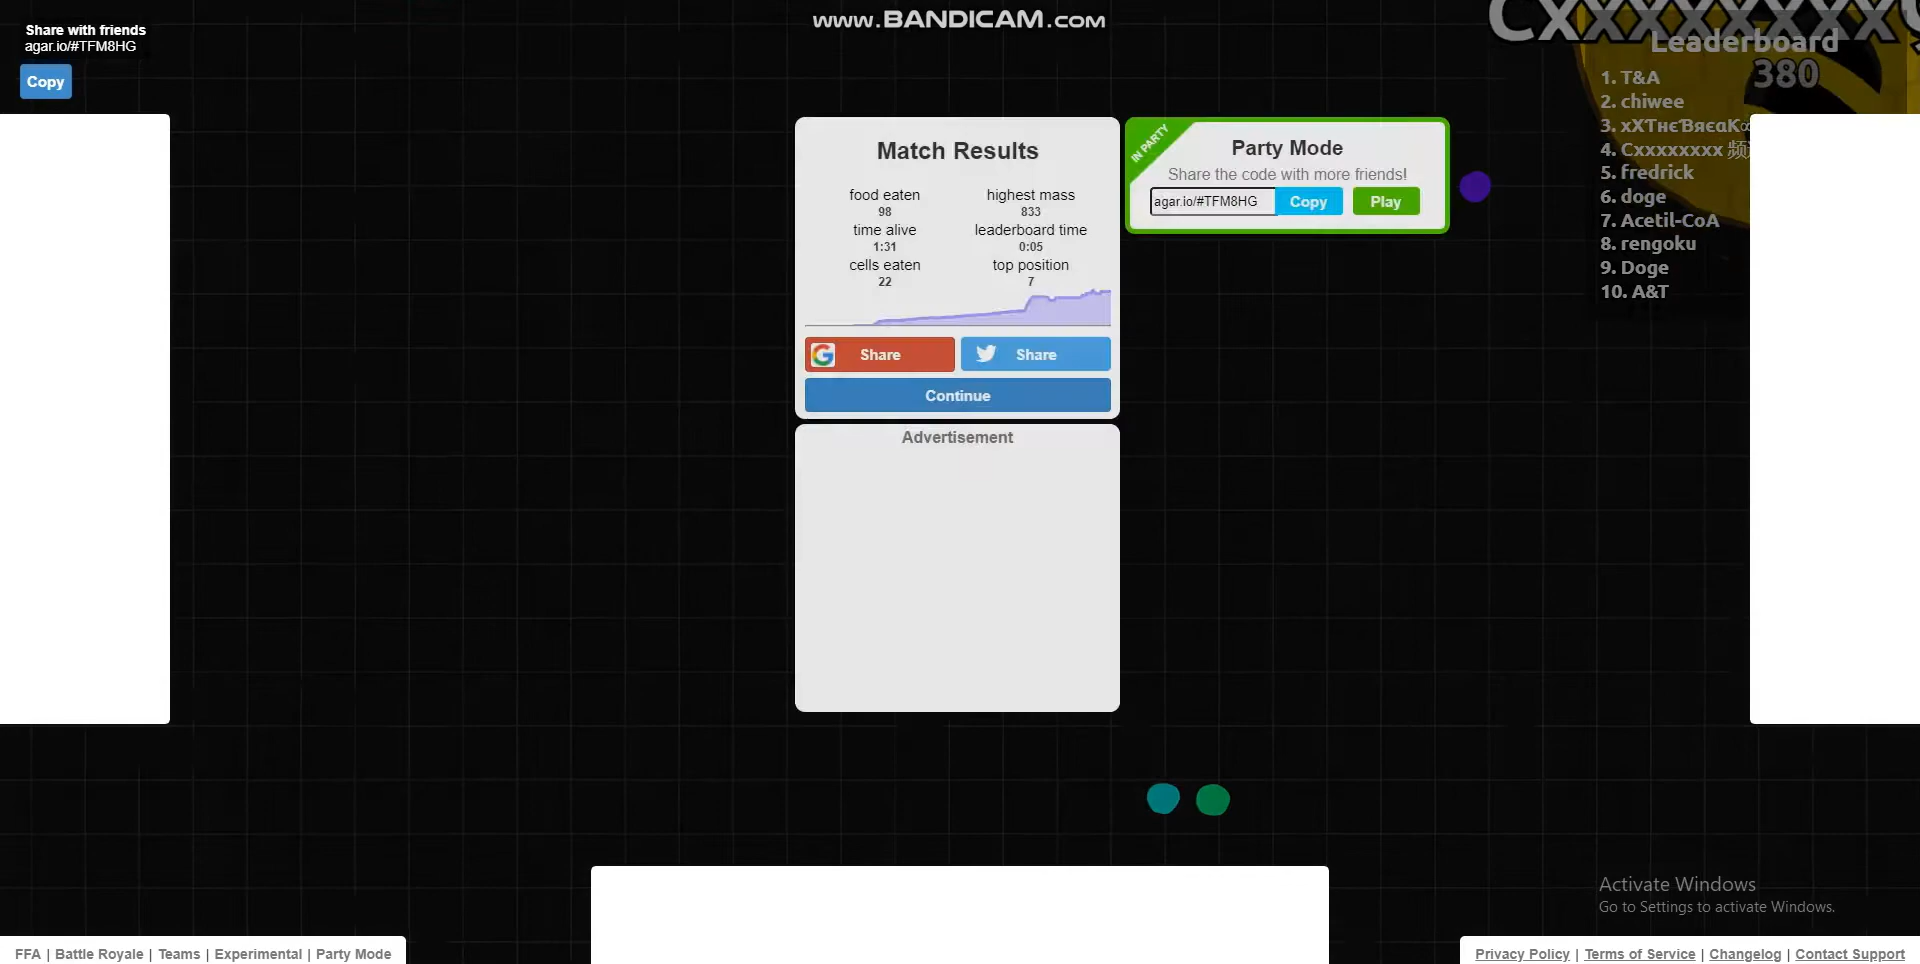 Share with friends
agar.io/#TFM8HG
Copy
www.BANDICAM.com
Match Results
food eaten
98
highest mass
833
time alive
1:31
leaderboard time
0:05
cells eaten
22
top position
7
Share
Share
Continue
Advertisement
IN PARTY
Party Mode
Share the code with more friends!
agar.io/#TFM8HG
Copy
Play
Leaderboard
380
1. T&A
2. chiwee
4. Cxxxxxxxx 频
5. fredrick
6. doge
7. Acetil-CoA
8. rengoku
9. Doge
10. A&T
Activate Windows
Go to Settings to activate Windows.
FFA | Battle Royale | Teams | Experimental | Party Mode
Privacy Policy | Terms of Service | Changelog | Contact Support